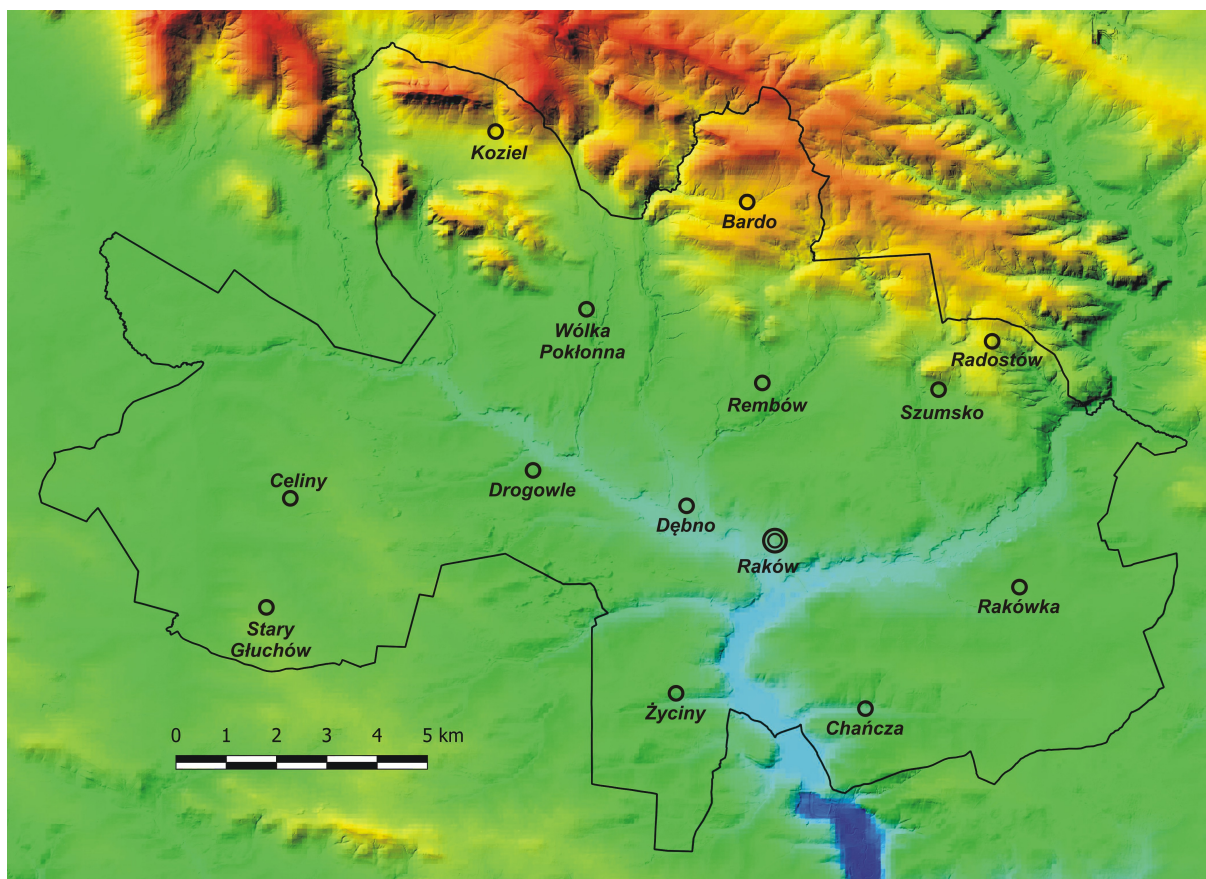 Koziel
Bardo
Wólka
Pokłonna
Radostów
Rembów
Szumsko
Celiny
Drogowle
Dębno
Raków
Rakówka
Stary
Głuchów
Życiny
Chańcza
0 1 2 3 4 5 km